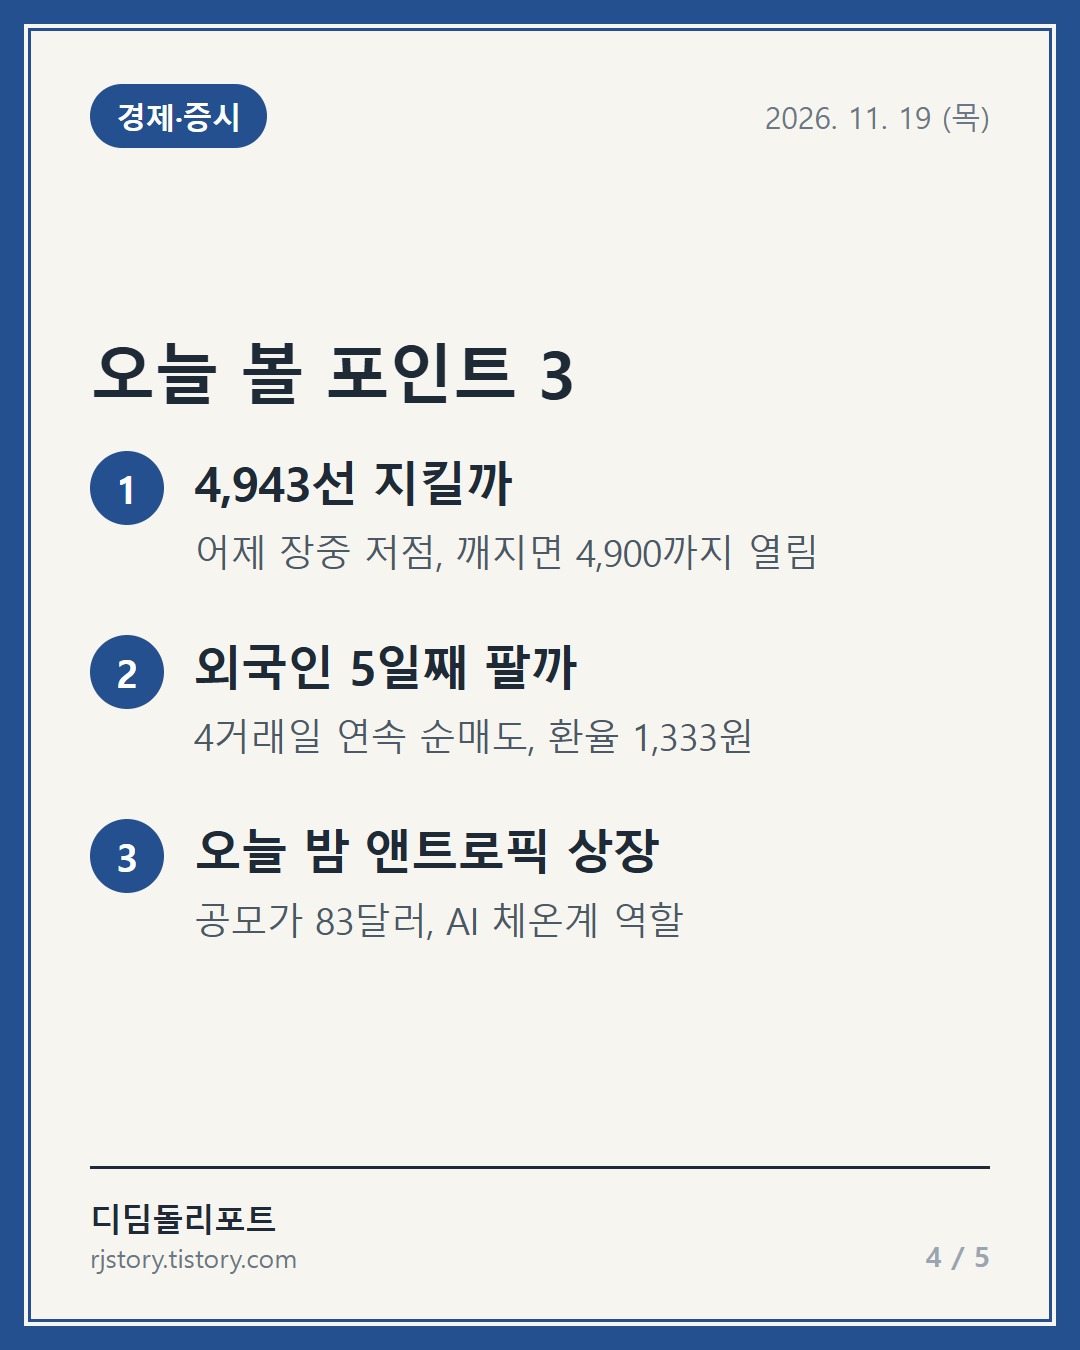 경제·증시
2026. 11. 19 (목)
오늘 볼 포인트 3
1
4,943선 지킬까
어제 장중 저점, 깨지면 4,900까지 열림
2
외국인 5일째 팔까
4거래일 연속 순매도, 환율 1,333원
3
오늘 밤 앤트로픽 상장
공모가 83달러, AI 체온계 역할
디딤돌리포트
rjstory.tistory.com
4 / 5